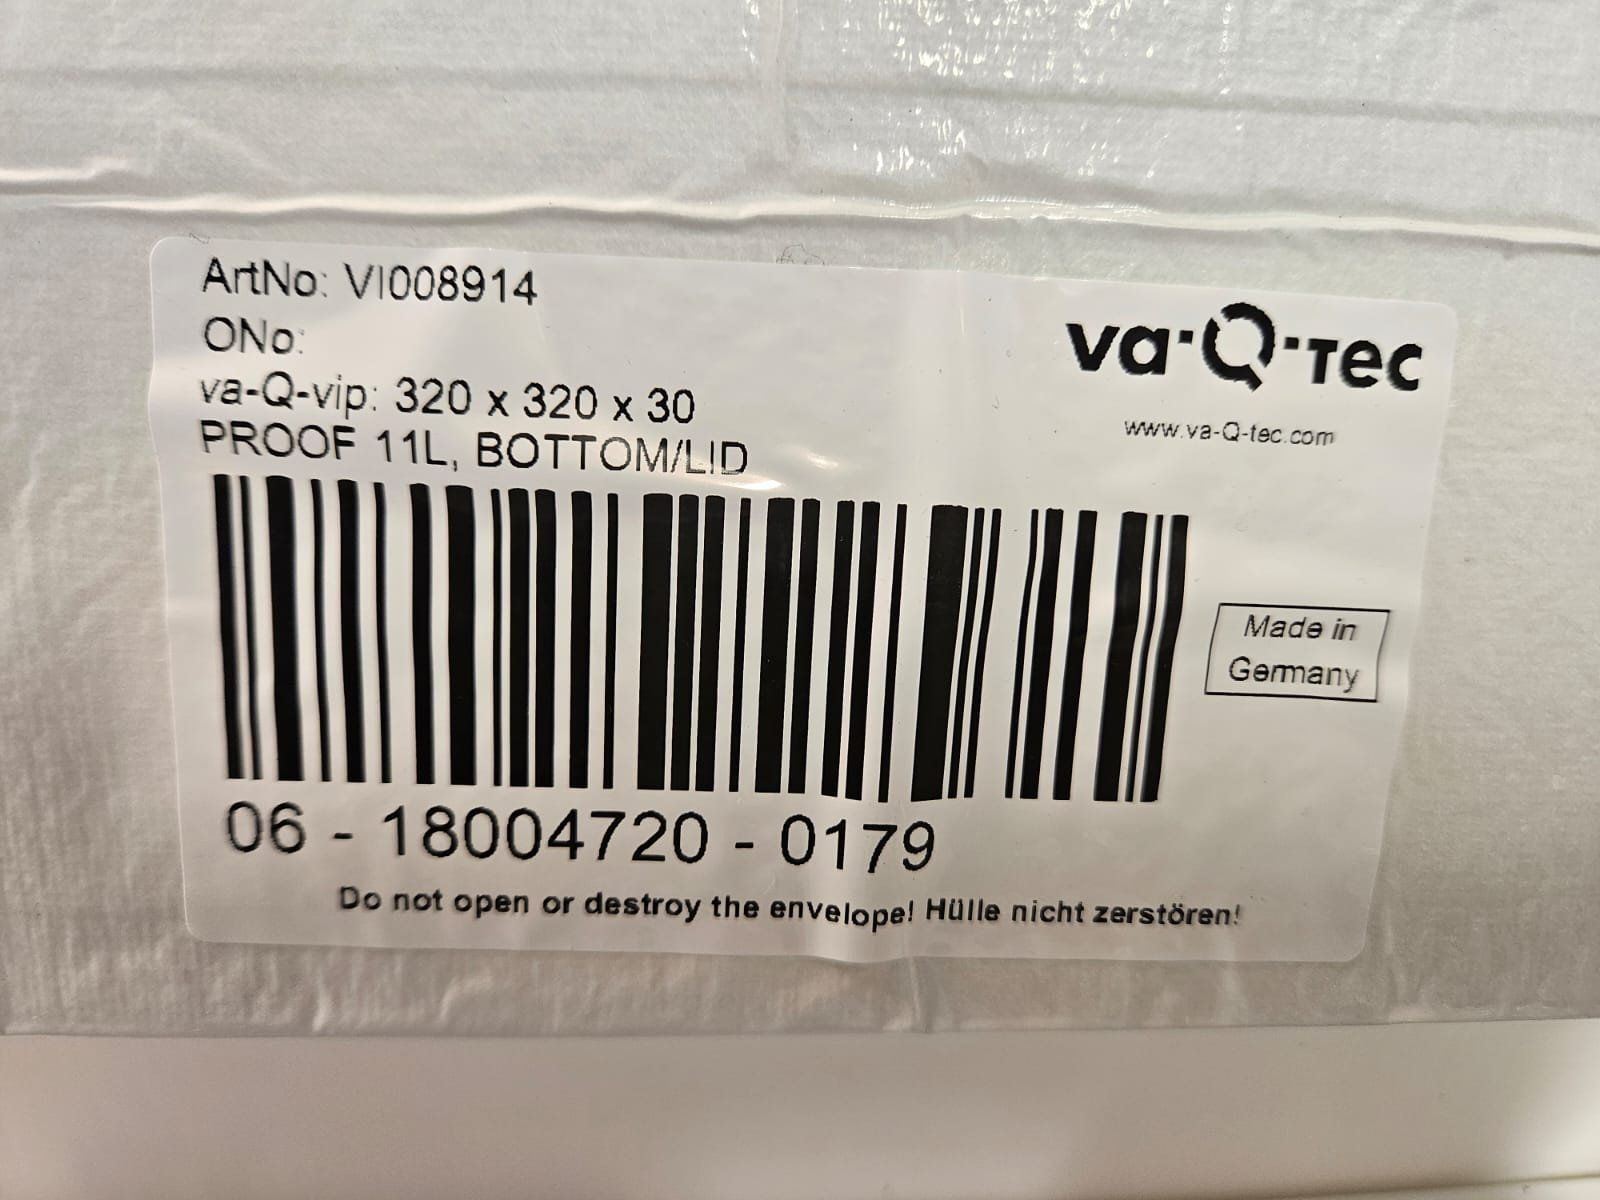 ArtNo: VI008914
ONo:
va-Q-vip: 320 x 320 x 30
PROOF 11L, BOTTOM/LID
va-Q-tec
www.va-Q-tec.com
Made in
Germany
06 - 18004720 - 0179
Do not open or destroy the envelope! Hülle nicht zerstören!